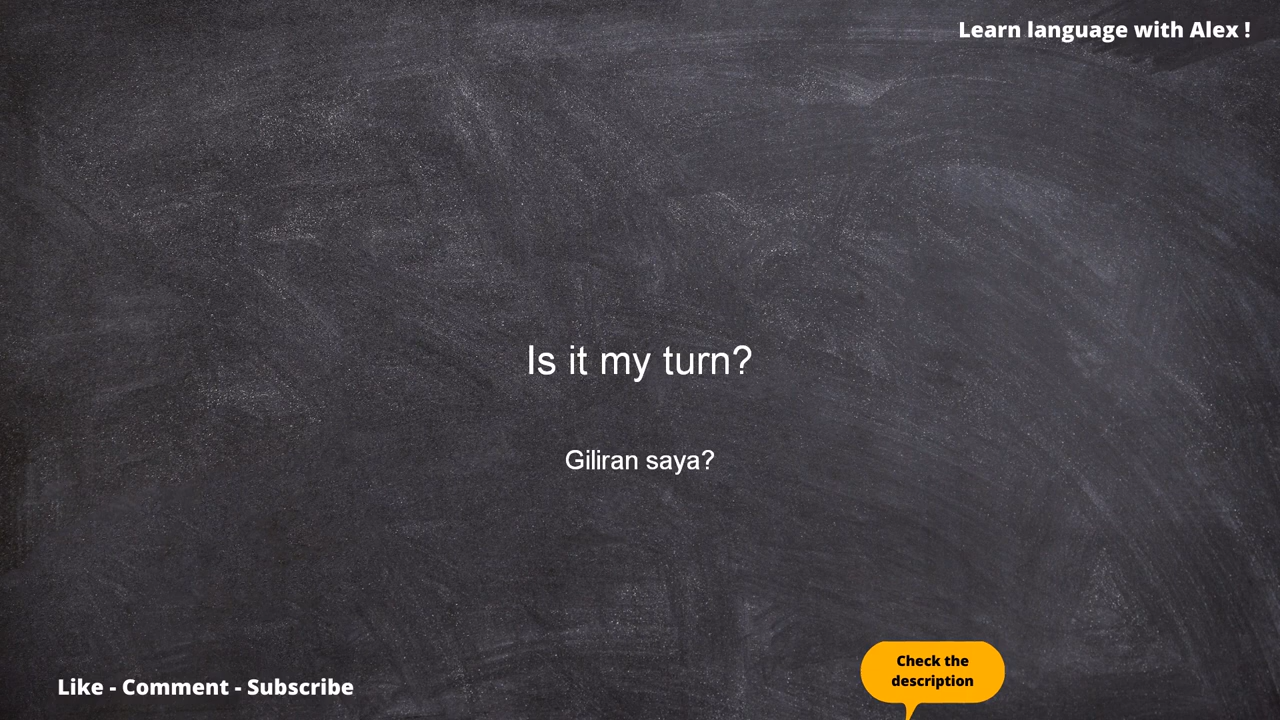 Learn language with Alex !
Is it my turn?
Giliran saya?
Check the
description
Like - Comment - Subscribe